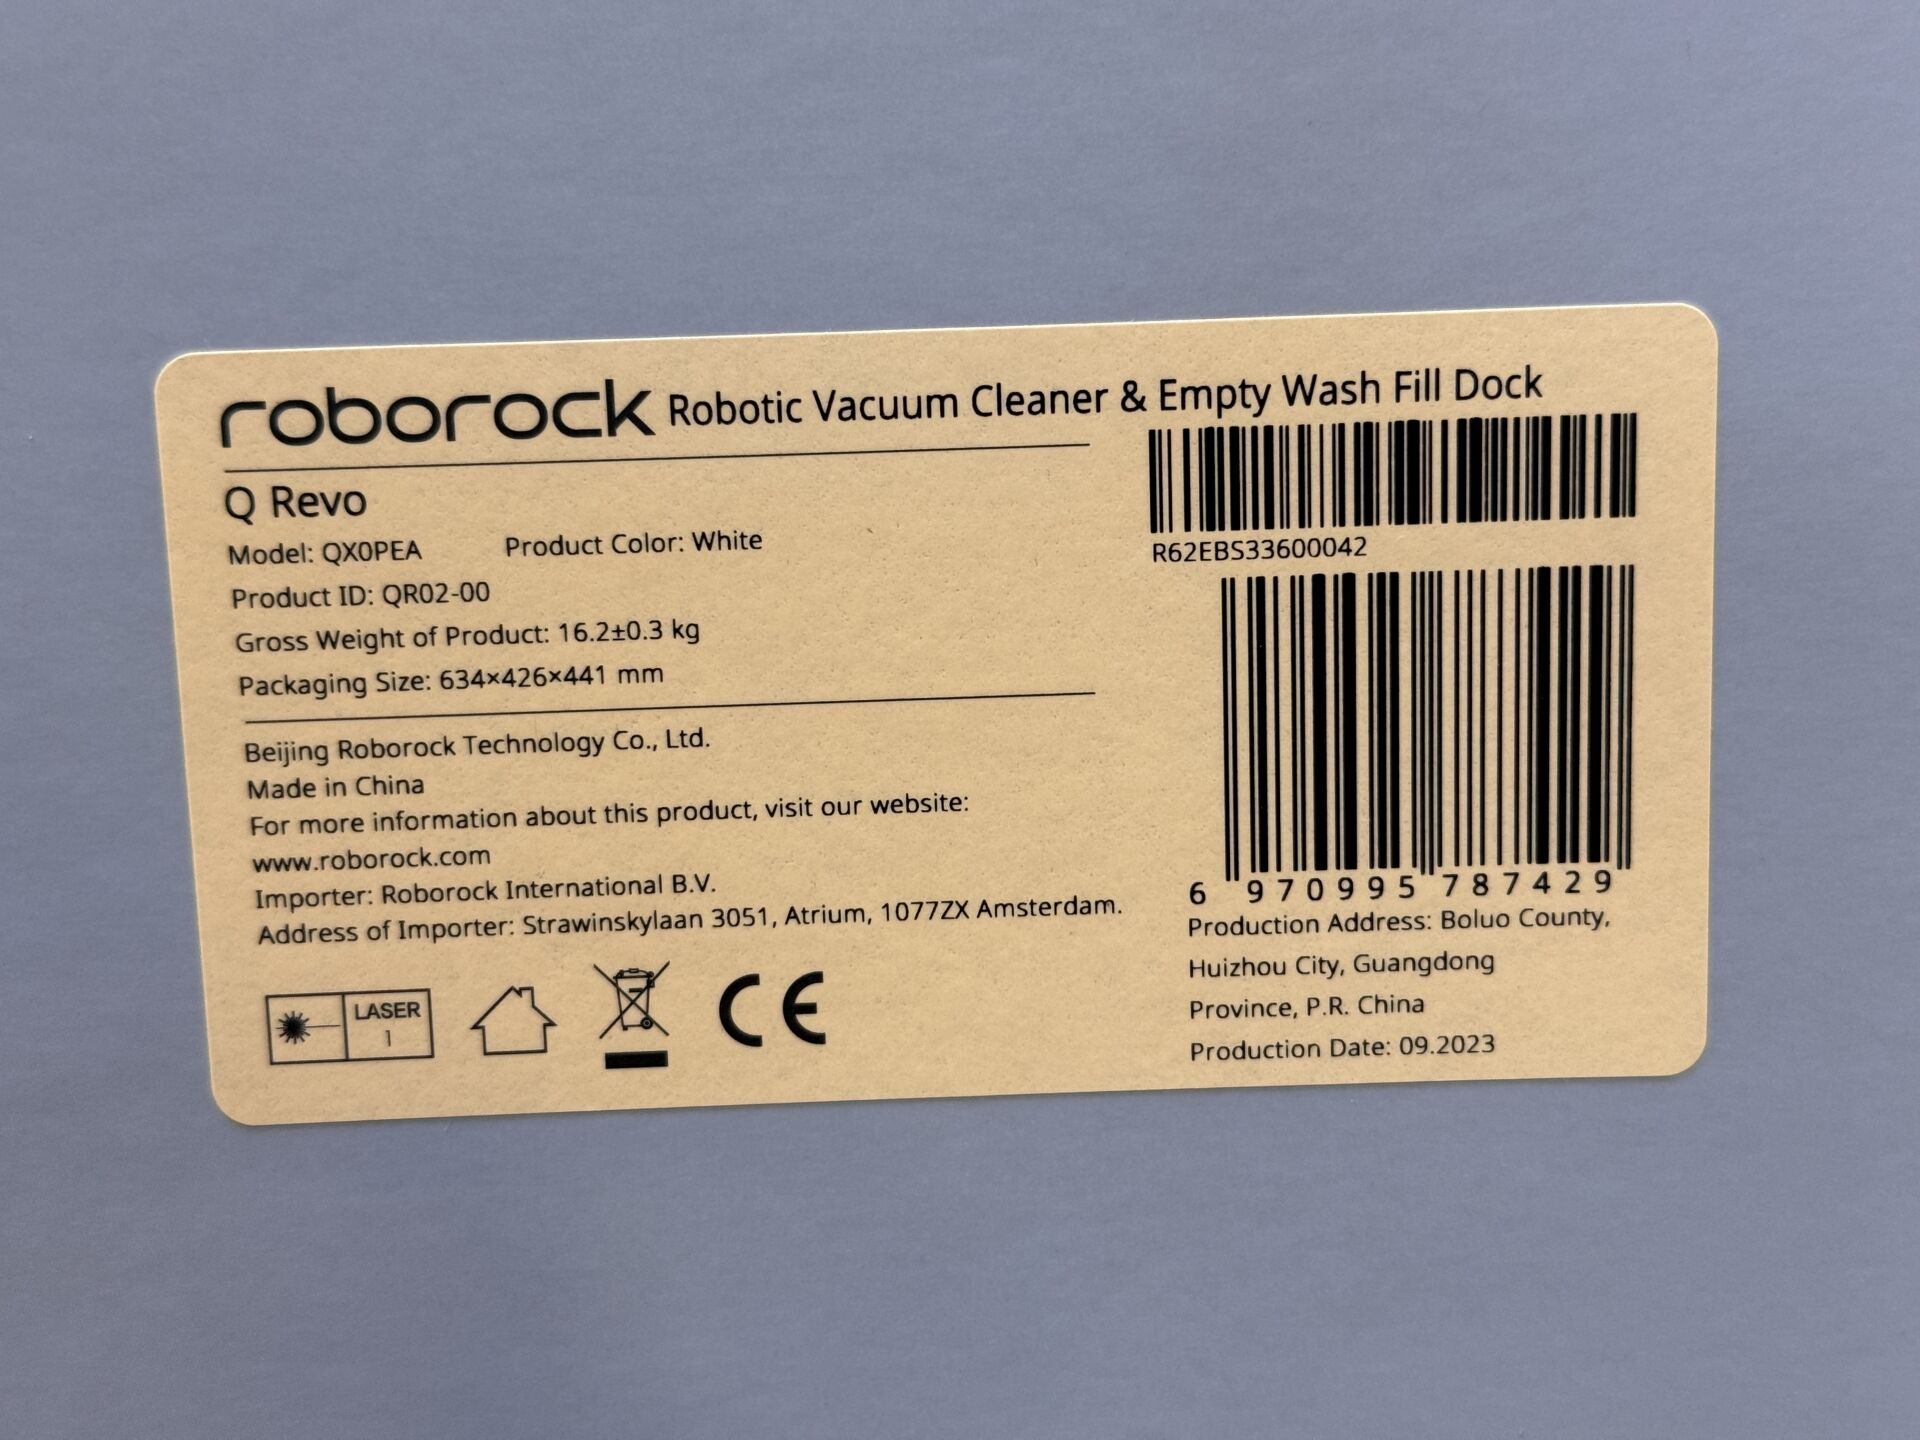 roborock Robotic Vacuum Cleaner & Empty Wash Fill Dock
Q Revo
Model: QX0PEA Product Color: White
Product ID: QR02-00
Gross Weight of Product: 16.2±0.3 kg
Packaging Size: 634×426×441 mm
Beijing Roborock Technology Co., Ltd.
Made in China
For more information about this product, visit our website:
www.roborock.com
Importer: Roborock International B.V.
Address of Importer: Strawinskylaan 3051, Atrium, 1077ZX Amsterdam.
LASER
1
CE
R62EBS33600042
6 970995 787429
Production Address: Boluo County,
Huizhou City, Guangdong
Province, P.R. China
Production Date: 09.2023